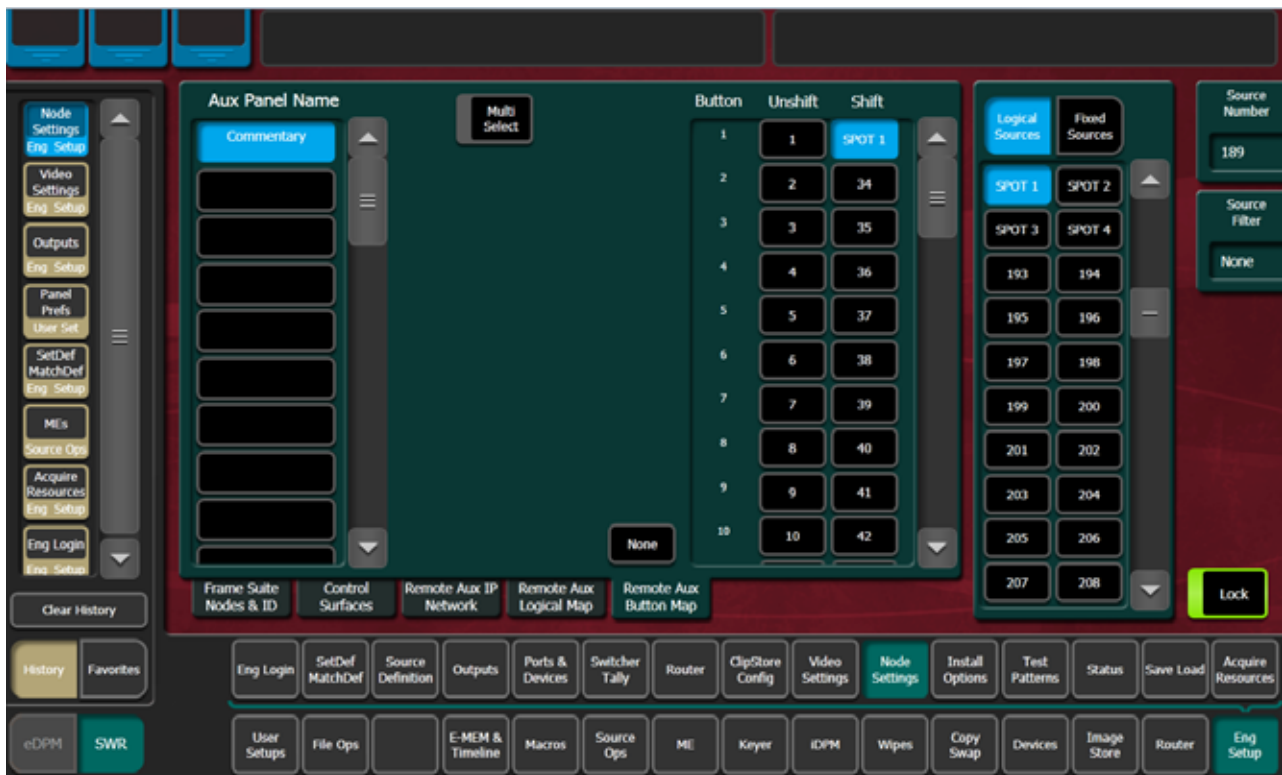 Node
Settings
Eng Setup
Video
Settings
Eng Setup
Outputs
Eng Setup
Panel
Prefs
User Set
SetDef
MatchDef
Eng Setup
MEs
Source Ops
Acquire
Resources
Eng Setup
Eng Login
Eng Setup
Clear History
History Favorites
eDPM SWR
Aux Panel Name
Commentary
Multi
Select
None
Button Unshift Shift
1 1 SPOT 1
2 2 34
3 3 35
4 4 36
5 5 37
6 6 38
7 7 39
8 8 40
9 9 41
10 10 42
Frame Suite
Nodes & ID
Control
Surfaces
Remote Aux IP
Network
Remote Aux
Logical Map
Remote Aux
Button Map
Logical
Sources
Fixed
Sources
SPOT 1 SPOT 2
SPOT 3 SPOT 4
193 194
195 196
197 198
199 200
201 202
203 204
205 206
207 208
Source
Number
189
Source
Filter
None
Lock
Eng Login
SetDef
MatchDef
Source
Definition
Outputs
Ports &
Devices
Switcher
Tally
Router
ClipStore
Config
Video
Settings
Node
Settings
Install
Options
Test
Patterns
Status
Save Load
Acquire
Resources
User
Setups
File Ops
E-MEM &
Timeline
Macros
Source
Ops
ME
Keyer
iDPM
Wipes
Copy
Swap
Devices
Image
Store
Router
Eng
Setup